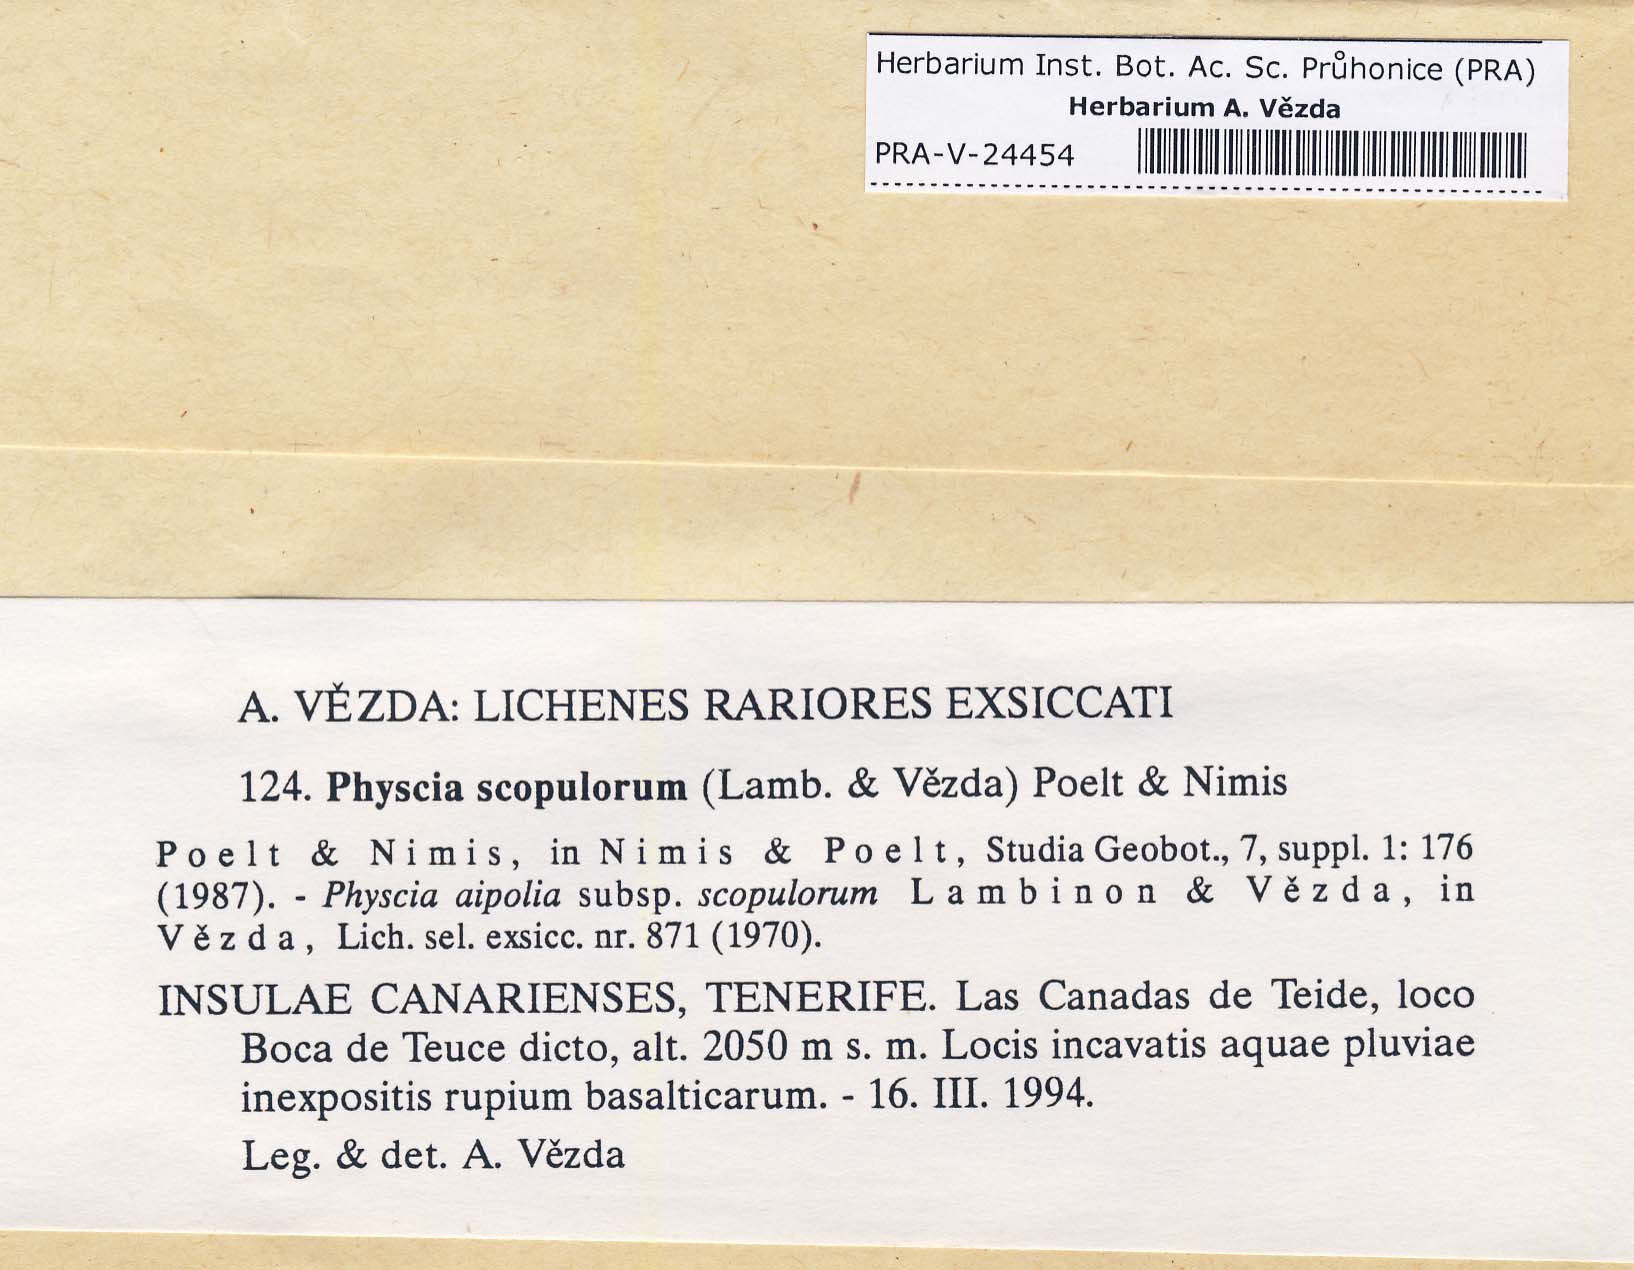 Herbarium Inst. Bot. Ac. Sc. Průhonice (PRA)
Herbarium A. Vězda
PRA-V-24454
A. VĚZDA: LICHENES RARIORES EXSICCATI
124. Physcia scopulorum (Lamb. & Vězda) Poelt & Nimis
Poelt & Nimis, in Nimis & Poelt, Studia Geobot., 7, suppl. 1: 176
(1987). - Physcia aipolia subsp. scopulorum Lambinon & Vězda, in
Vězda, Lich. sel. exsicc. nr. 871 (1970).
INSULAE CANARIENSES, TENERIFE. Las Canadas de Teide, loco
Boca de Teuce dicto, alt. 2050 m s. m. Locis incavatis aquae pluviae
inexpositis rupium basalticarum. - 16. III. 1994.
Leg. & det. A. Vězda